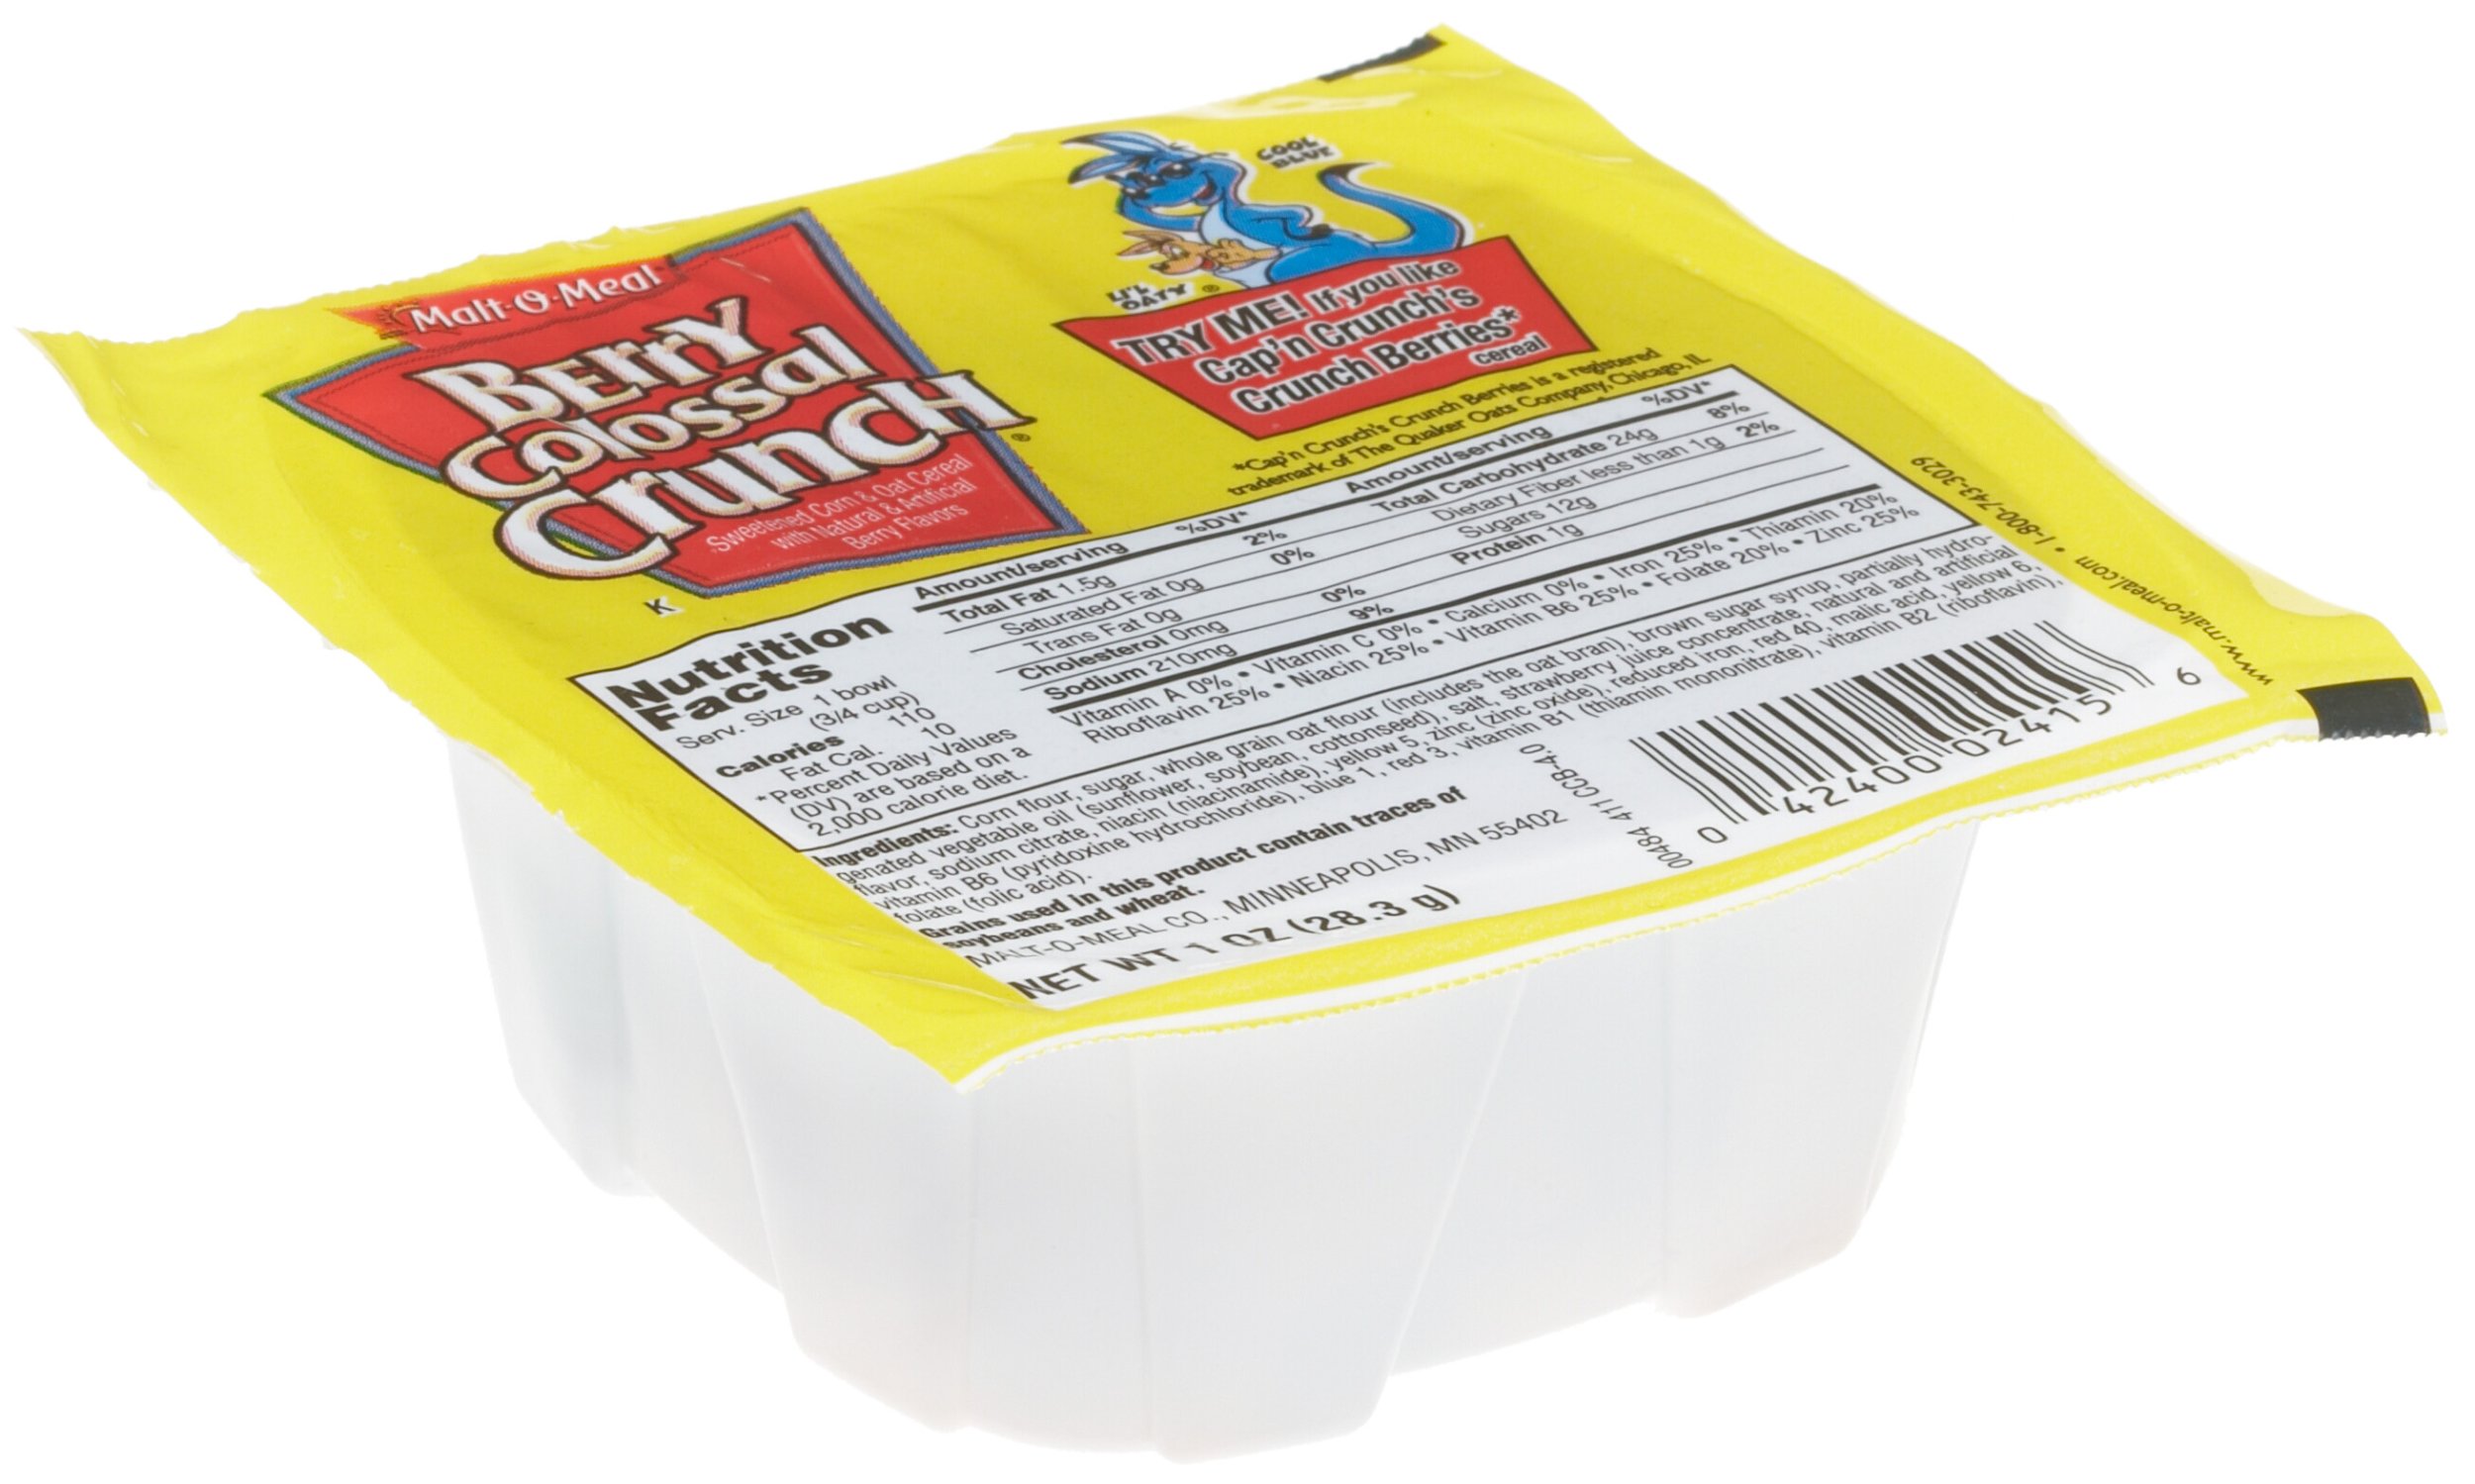 Malt-O-Meal
BErrY
Colossal
CrunCH®
Sweetened Corn & Oat Cereal
with Natural & Artificial
Berry Flavors
K
COOL
BLUE
LI'L
OATY ®
TRY ME! If you like
Cap'n Crunch's
Crunch Berries*
cereal
*Cap'n Crunch's Crunch Berries is a registered
trademark of The Quaker Oats Company, Chicago, IL
Nutrition
Facts
Serv. Size 1 bowl
(3/4 cup)
Calories 110
Fat Cal. 10
*Percent Daily Values
(DV) are based on a
2,000 calorie diet.
Amount/serving %DV*
Total Fat 1.5g 2%
Saturated Fat 0g 0%
Trans Fat 0g
Cholesterol 0mg 0%
Sodium 210mg 9%
Amount/serving %DV*
Total Carbohydrate 24g 8%
Dietary Fiber less than 1g 2%
Sugars 12g
Protein 1g
Vitamin A 0% • Vitamin C 0% • Calcium 0% • Iron 25% • Thiamin 20%
Riboflavin 25% • Niacin 25% • Vitamin B6 25% • Folate 20% • Zinc 25%
Ingredients: Corn flour, sugar, whole grain oat flour (includes the oat bran), brown sugar syrup, partially hydro-
genated vegetable oil (sunflower, soybean, cottonseed), salt, strawberry juice concentrate, natural and artificial
flavor, sodium citrate, niacin (niacinamide), yellow 5, zinc (zinc oxide), reduced iron, red 40, malic acid, yellow 6,
vitamin B6 (pyridoxine hydrochloride), blue 1, red 3, vitamin B1 (thiamin mononitrate), vitamin B2 (riboflavin),
folate (folic acid).
Grains used in this product contain traces of
soybeans and wheat.
MALT-O-MEAL CO., MINNEAPOLIS, MN 55402
NET WT 1 OZ (28.3 g)
00484 411 CCB-4.0
0 42400 02415 6
www.malt-o-meal.com • 1-800-743-3029